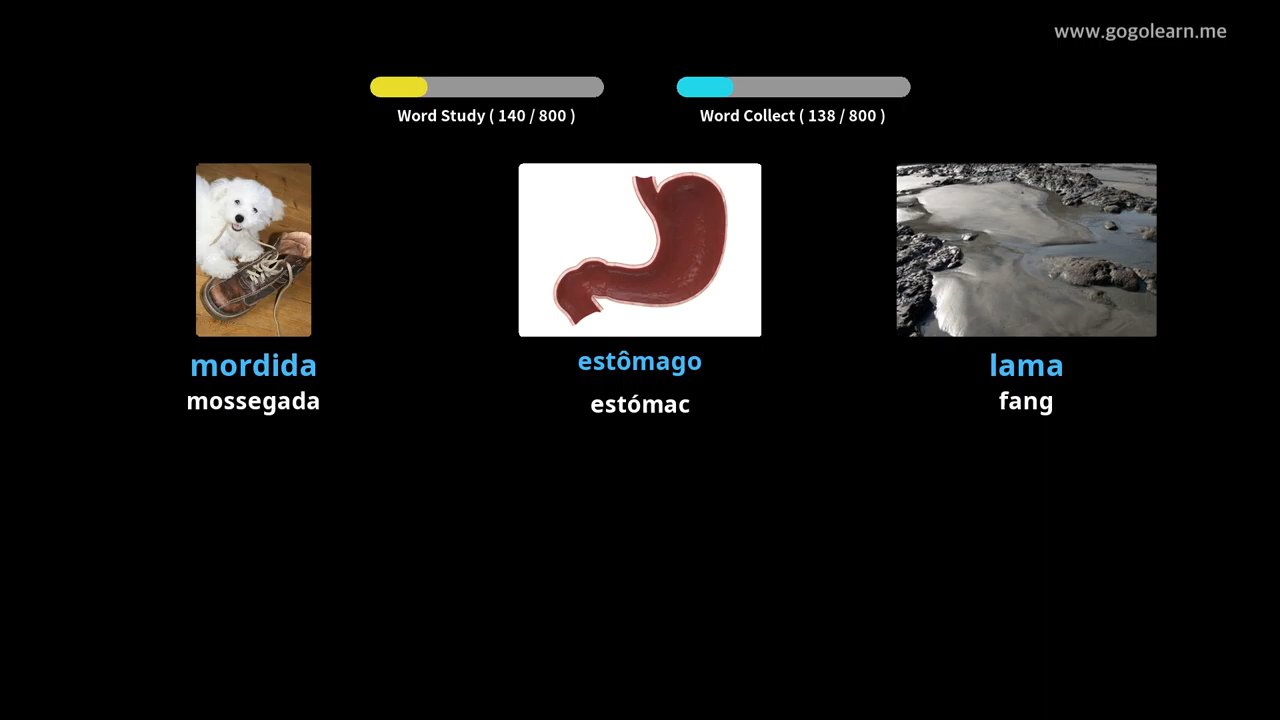 www.gogolearn.me
Word Study ( 140 / 800 )
Word Collect ( 138 / 800 )
mordida
mossegada
estômago
estómac
lama
fang